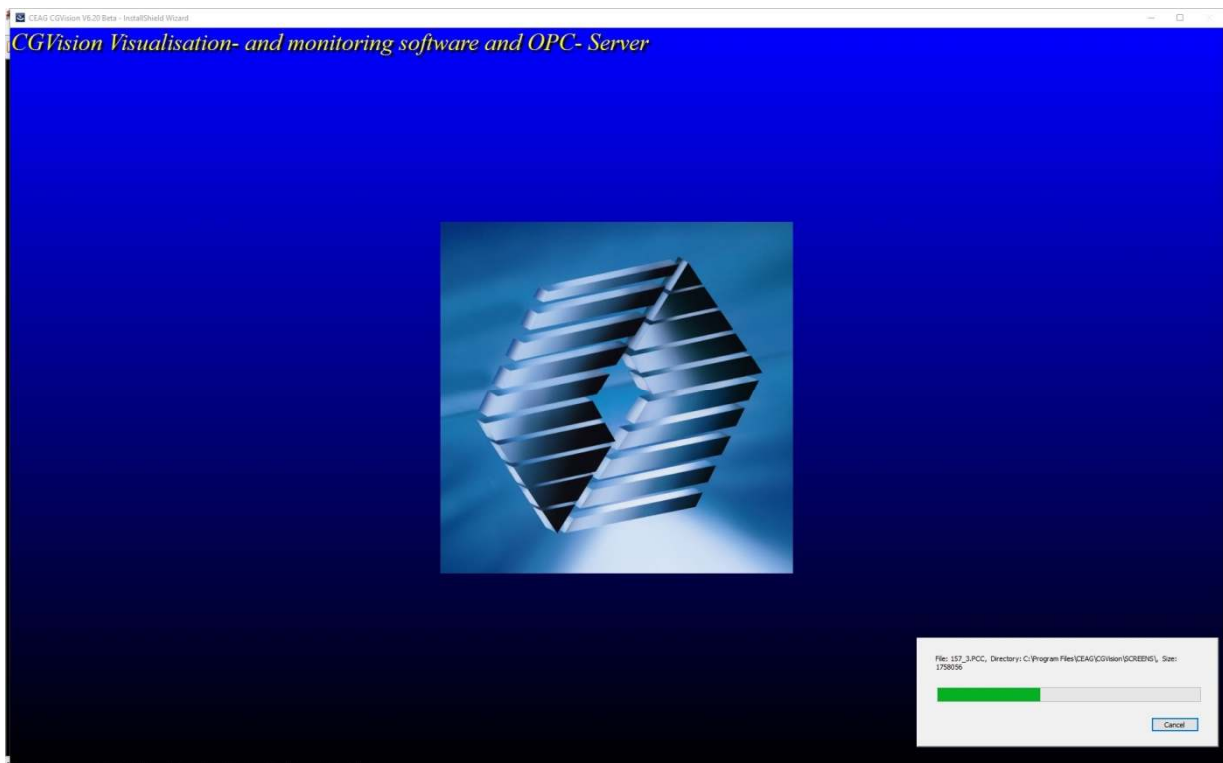 CEAG CGVision V6.20 Beta - InstallShield Wizard
CGVision Visualisation- and monitoring software and OPC- Server
File: 157_3.PCC, Directory: C:\Program Files\CEAG\CGVision\SCREENS\, Size:
1758056
Cancel